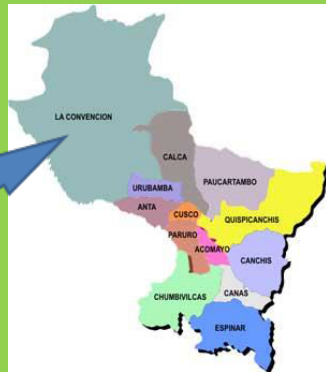 LA CONVENCION
CALCA
PAUCARTAMBO
URUBAMBA
ANTA
CUSCO
QUISPICANCHIS
PARURO
ACOMAYO
CANCHIS
CANAS
CHUMBIVILCAS
ESPINAR